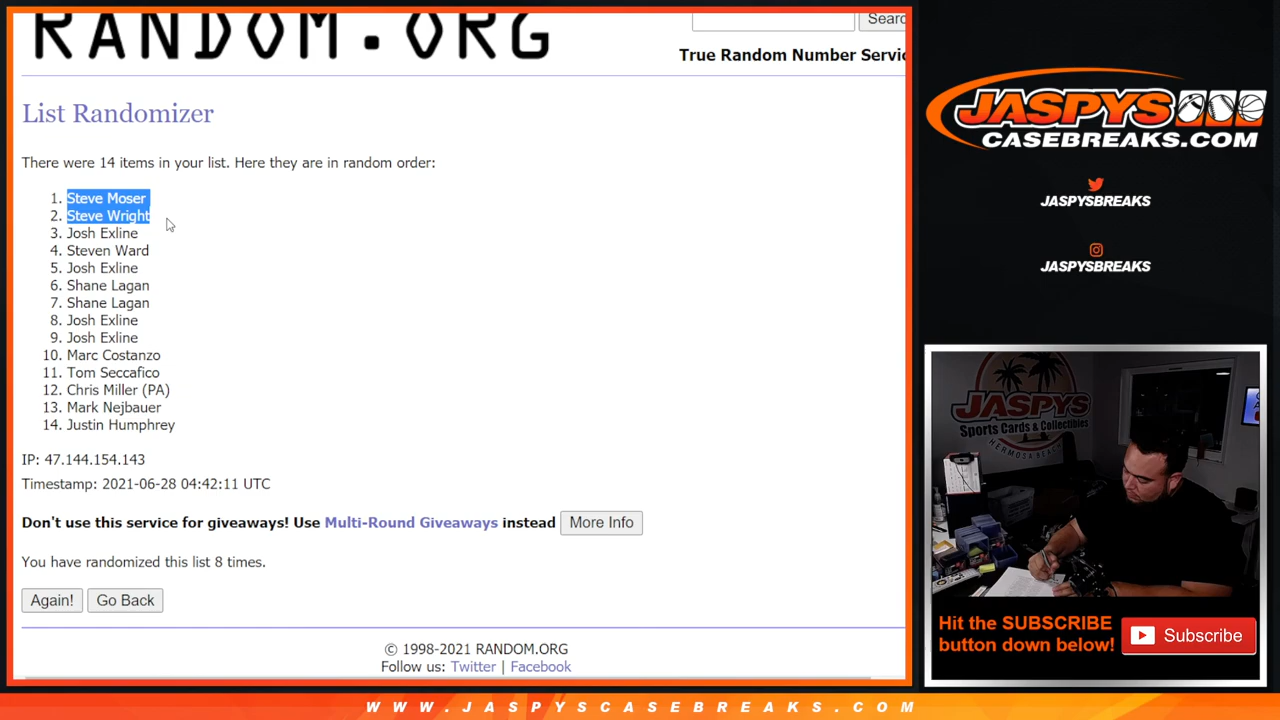 RANDOM.ORG
Search
True Random Number Servic
List Randomizer
There were 14 items in your list. Here they are in random order:
1. Steve Moser
2. Steve Wright
3. Josh Exline
4. Steven Ward
5. Josh Exline
6. Shane Lagan
7. Shane Lagan
8. Josh Exline
9. Josh Exline
10. Marc Costanzo
11. Tom Seccafico
12. Chris Miller (PA)
13. Mark Nejbauer
14. Justin Humphrey
IP: 47.144.154.143
Timestamp: 2021-06-28 04:42:11 UTC
Don't use this service for giveaways! Use Multi-Round Giveaways instead More Info
You have randomized this list 8 times.
Again! Go Back
© 1998-2021 RANDOM.ORG
Follow us: Twitter | Facebook
JASPYS
CASEBREAKS.COM
JASPYSBREAKS
JASPYSBREAKS
JASPYS
Sports Cards & Collectibles
HERMOSA BEACH
Hit the SUBSCRIBE
button down below!
Subscribe
WWW.JASPYSCASEBREAKS.COM